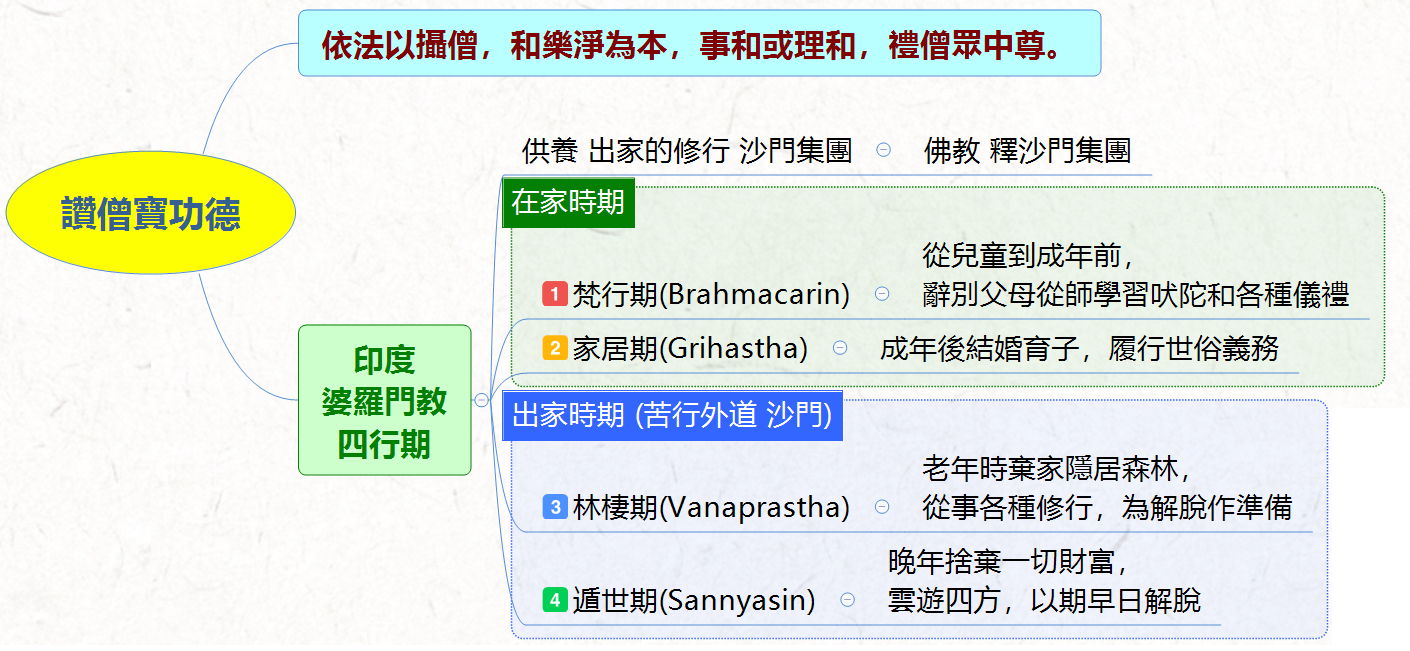 依法以攝僧，和樂淨為本，事和或理和，禮僧眾中尊。
讚僧寶功德
供養 出家的修行 沙門集團
佛教 釋沙門集團
印度
婆羅門教
四行期
在家時期
1 梵行期(Brahmacarin)
從兒童到成年前，
辭別父母從師學習吠陀和各種儀禮
2 家居期(Grihastha)
成年後結婚育子，履行世俗義務
出家時期 (苦行外道 沙門)
3 林棲期(Vanaprastha)
老年時棄家隱居森林，
從事各種修行，為解脫作準備
4 遁世期(Sannyasin)
晚年捨棄一切財富，
雲遊四方，以期早日解脫